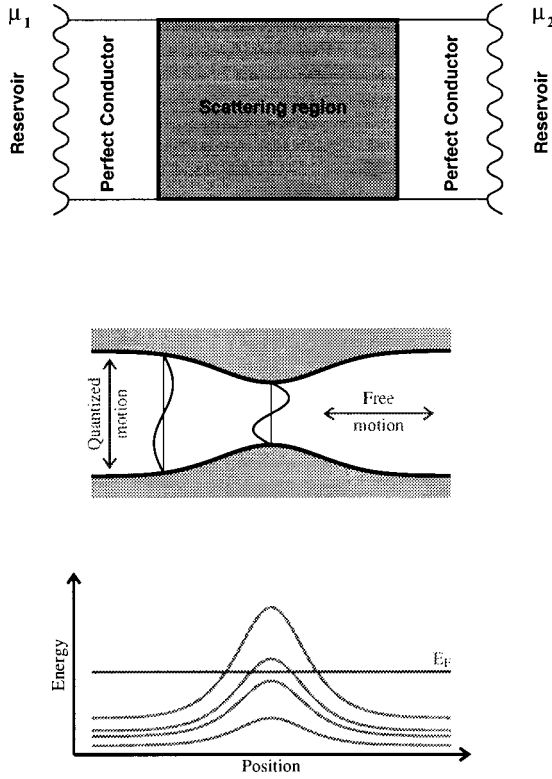 μ1
μ2
Reservoir
Perfect Conductor
Scattering region
Perfect Conductor
Reservoir
Quantized
motion
Free
motion
Energy
EF
Position